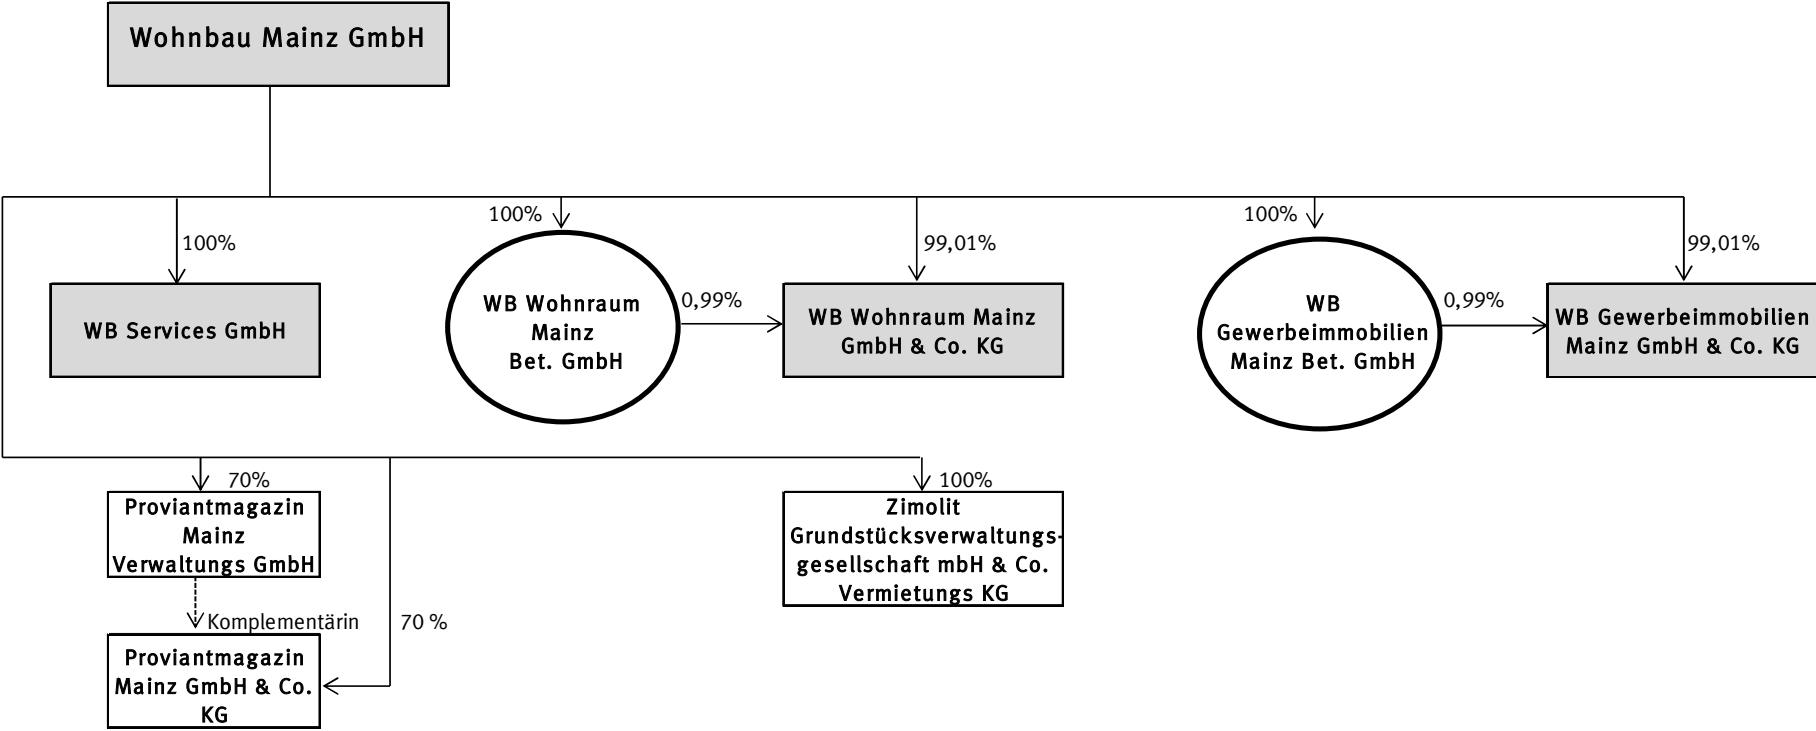 Wohnbau Mainz GmbH
100%
100%
100%
99,01%
99,01%
WB Services GmbH
WB Wohnraum
Mainz
Bet. GmbH
0,99%
WB Wohnraum Mainz
GmbH & Co. KG
WB
Gewerbeimmobilien
Mainz Bet. GmbH
0,99%
WB Gewerbeimmobilien
Mainz GmbH & Co. KG
70%
100%
Proviantmagazin
Mainz
Verwaltungs GmbH
Zimolit
Grundstücksverwaltungs-
gesellschaft mbH & Co.
Vermietungs KG
Komplementärin
70 %
Proviantmagazin
Mainz GmbH & Co.
KG